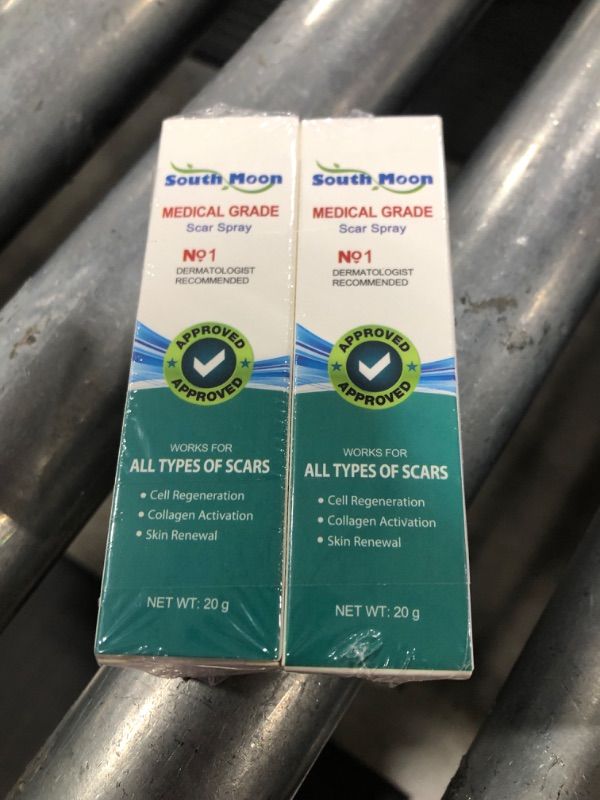 South Moon
MEDICAL GRADE
Scar Spray
№1
DERMATOLOGIST
RECOMMENDED
APPROVED
APPROVED
WORKS FOR
ALL TYPES OF SCARS
• Cell Regeneration
• Collagen Activation
• Skin Renewal
NET WT: 20 g
South Moon
MEDICAL GRADE
Scar Spray
№1
DERMATOLOGIST
RECOMMENDED
APPROVED
APPROVED
WORKS FOR
ALL TYPES OF SCARS
• Cell Regeneration
• Collagen Activation
• Skin Renewal
NET WT: 20 g